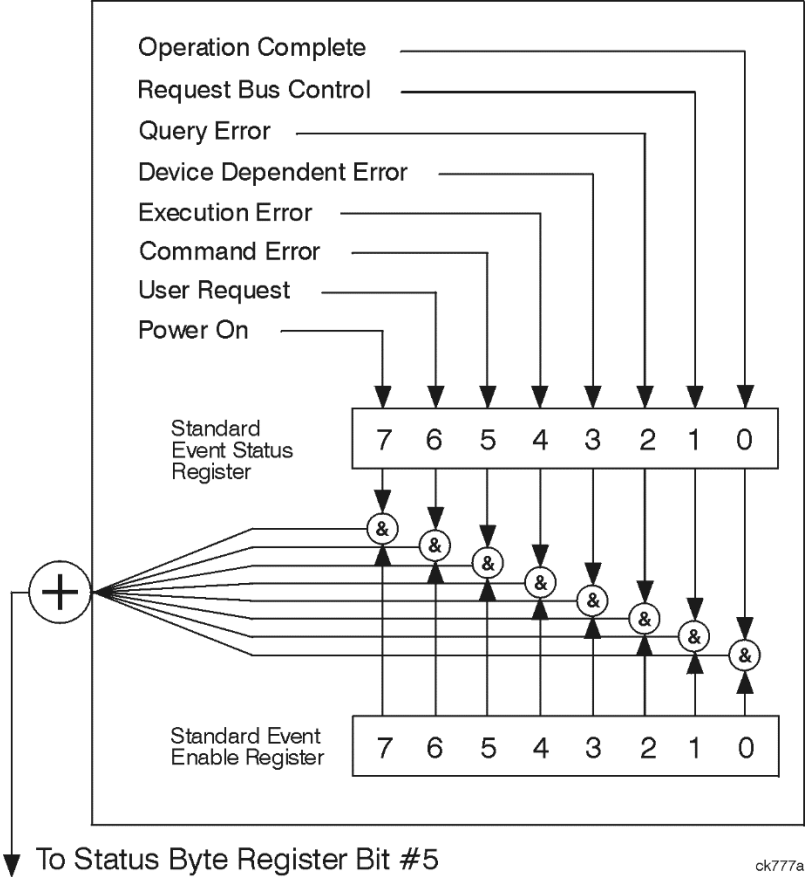 Operation Complete
Request Bus Control
Query Error
Device Dependent Error
Execution Error
Command Error
User Request
Power On
Standard
Event Status
Register
7 6 5 4 3 2 1 0
&
&
&
&
&
&
&
&
+
Standard Event
Enable Register
7 6 5 4 3 2 1 0
To Status Byte Register Bit #5
ck777a